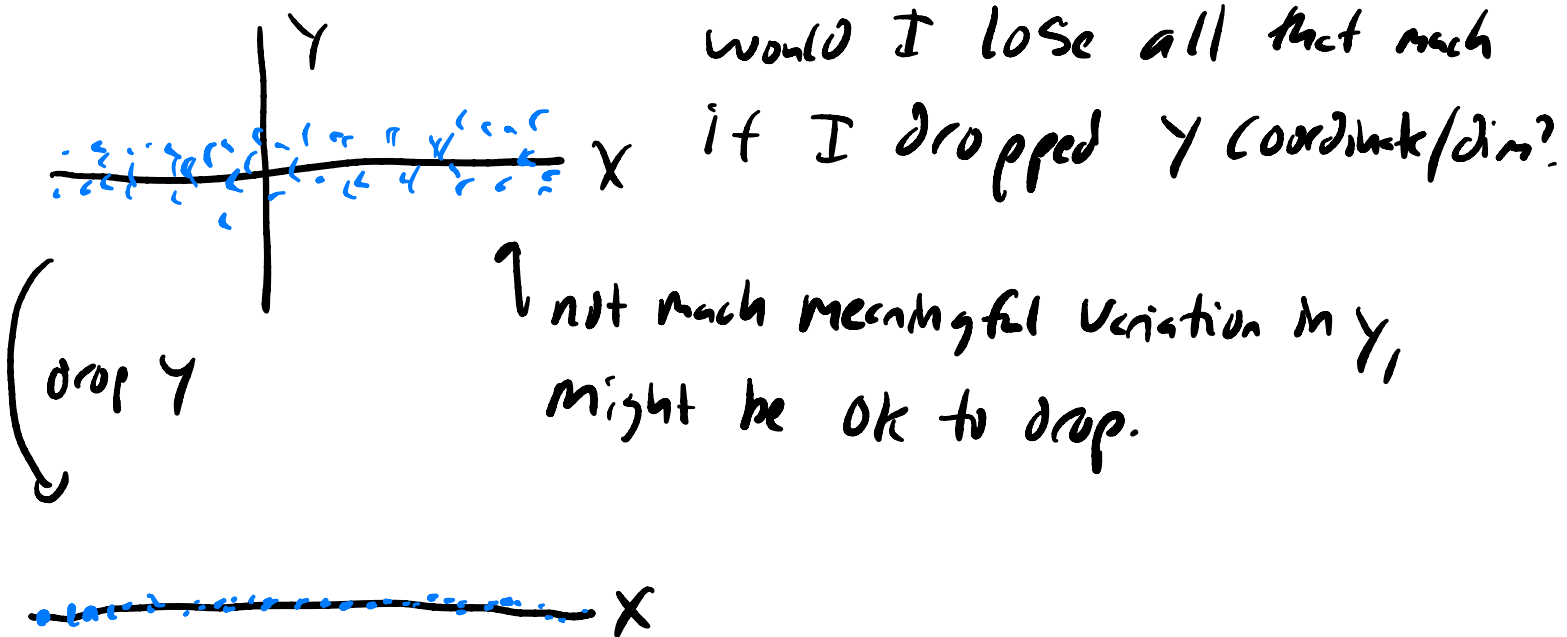 Y
would I lose all that much
X
if I dropped Y coordinate/dim?
not much meaningful variation in Y,
drop Y
might be ok to drop.
X